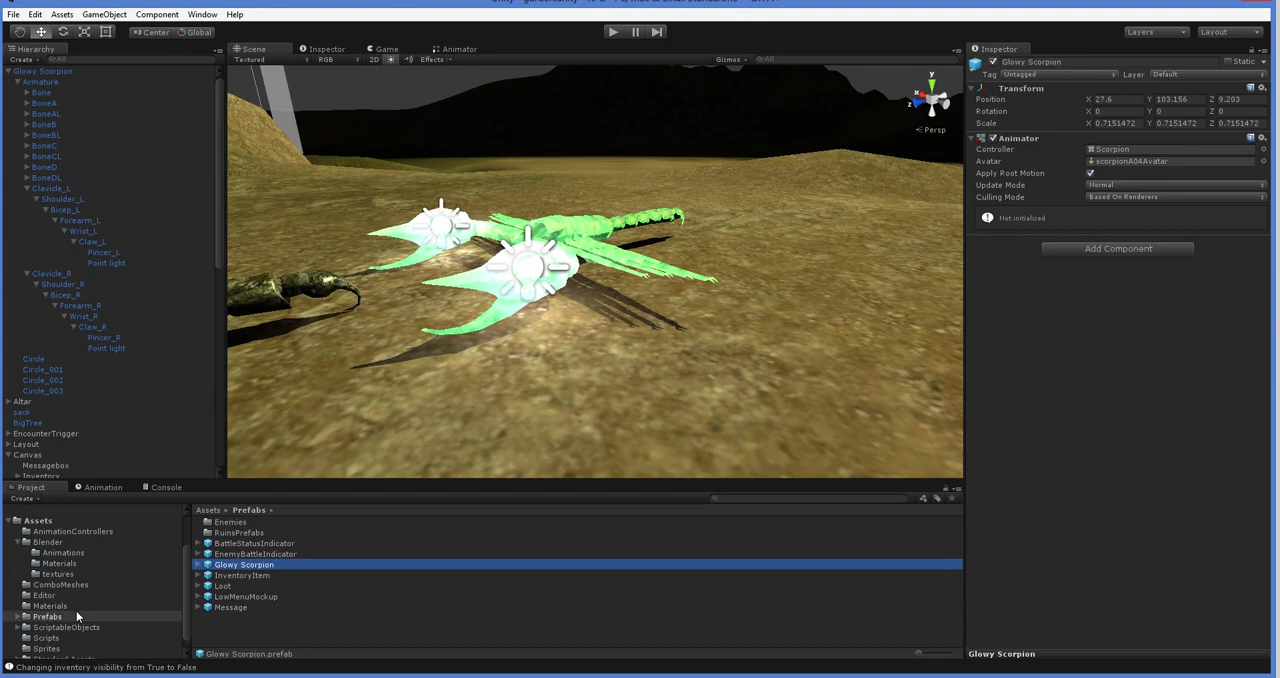 File Edit Assets GameObject Component Window Help
Center Global Layers Layout
Hierarchy Scene Inspector Game Animator Inspector
Create All Textured RGB 2D Effects Gizmos All
Glowy Scorpion
Armature
Bone
BoneA
BoneAL
BoneB
BoneBL
BoneC
BoneCL
BoneD
BoneDL
Clavicle_L
Shoulder_L
Bicep_L
Forearm_L
Wrist_L
Claw_L
Pincer_L
Point light
Clavicle_R
Shoulder_R
Bicep_R
Forearm_R
Wrist_R
Claw_R
Pincer_R
Point light
Circle
Circle_001
Circle_002
Circle_003
Altar
sack
BigTree
EncounterTrigger
Layout
Canvas
Messagebox
Inventory
y
x
z
Persp
Glowy Scorpion Static
Tag Untagged Layer Default
Transform
Position X 27.6 Y 103.156 Z 9.203
Rotation X 0 Y 0 Z 0
Scale X 0.7151472 Y 0.7151472 Z 0.7151472
Animator
Controller Scorpion
Avatar scorpionA04Avatar
Apply Root Motion
Update Mode Normal
Culling Mode Based On Renderers
Not initialized
Add Component
Project Animation Console
Create
Assets
AnimationControllers
Blender
Animations
Materials
textures
ComboMeshes
Editor
Materials
Prefabs
ScriptableObjects
Scripts
Sprites
Assets Prefabs
Enemies
RuinsPrefabs
BattleStatusIndicator
EnemyBattleIndicator
Glowy Scorpion
InventoryItem
Loot
LowMenuMockup
Message
Glowy Scorpion.prefab
Glowy Scorpion
Changing inventory visibility from True to False